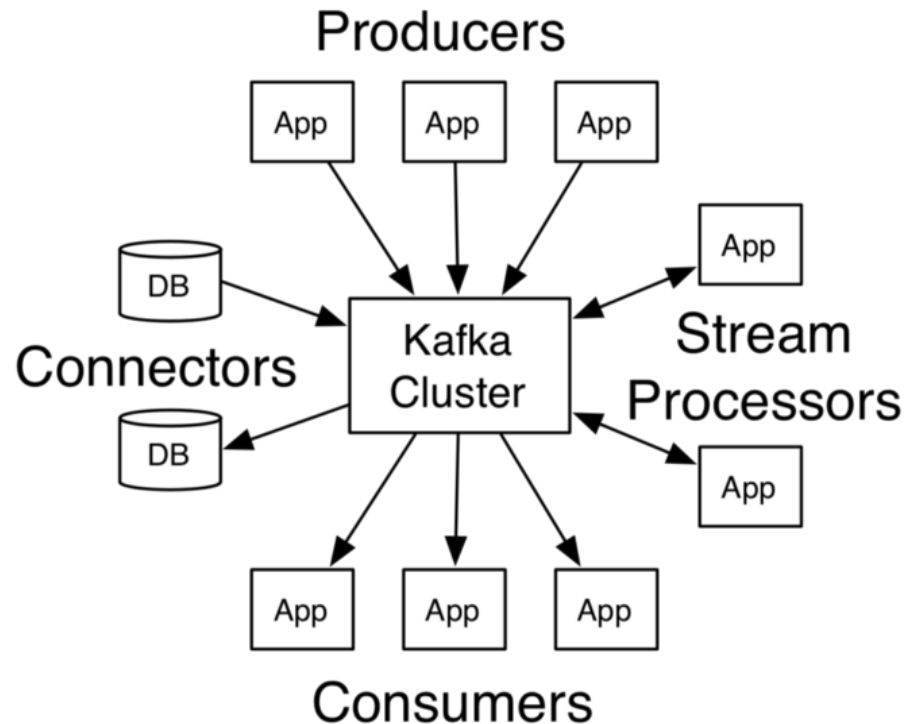 Producers
App
App
App
App
DB
Kafka
Cluster
Stream
Processors
Connectors
DB
App
App
App
App
Consumers